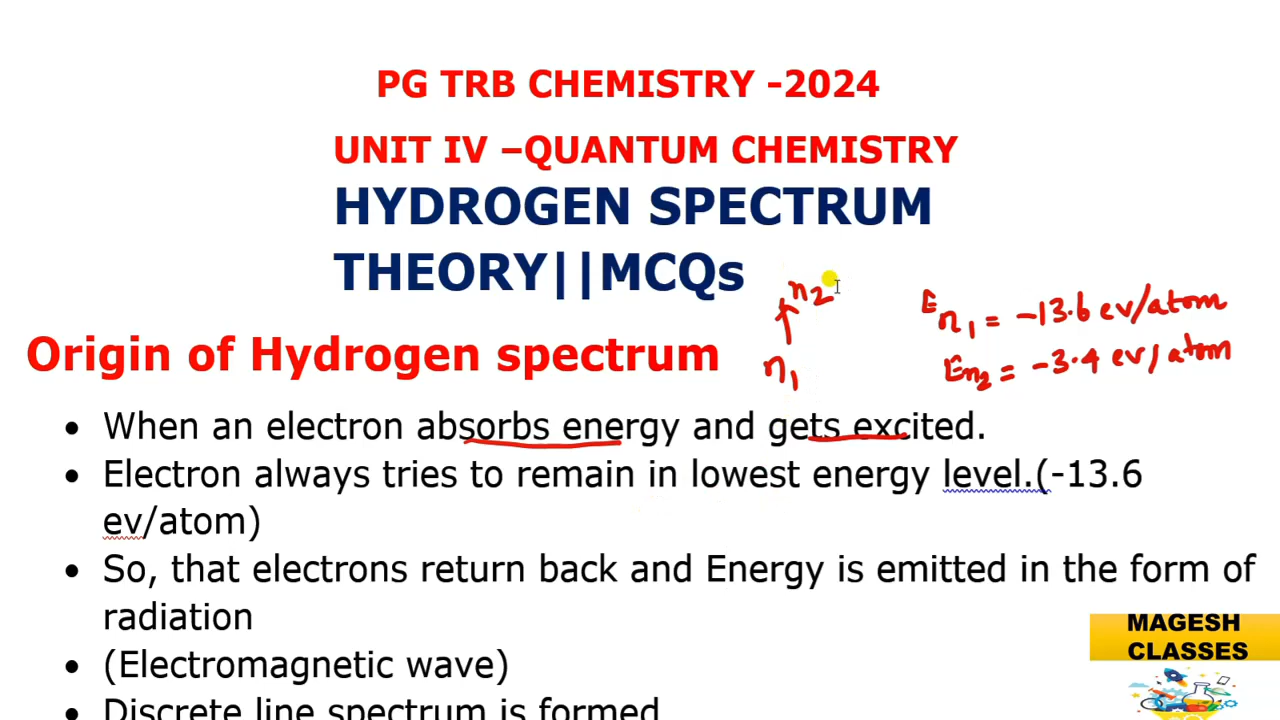 PG TRB CHEMISTRY -2024
UNIT IV –QUANTUM CHEMISTRY
HYDROGEN SPECTRUM
THEORY||MCQs
n2
n1
En1 = -13.6 ev/atom
En2 = -3.4 ev/atom
Origin of Hydrogen spectrum
• When an electron absorbs energy and gets excited.
• Electron always tries to remain in lowest energy level.(-13.6
ev/atom)
• So, that electrons return back and Energy is emitted in the form of
radiation
• (Electromagnetic wave)
• Discrete line spectrum is formed
MAGESH
CLASSES